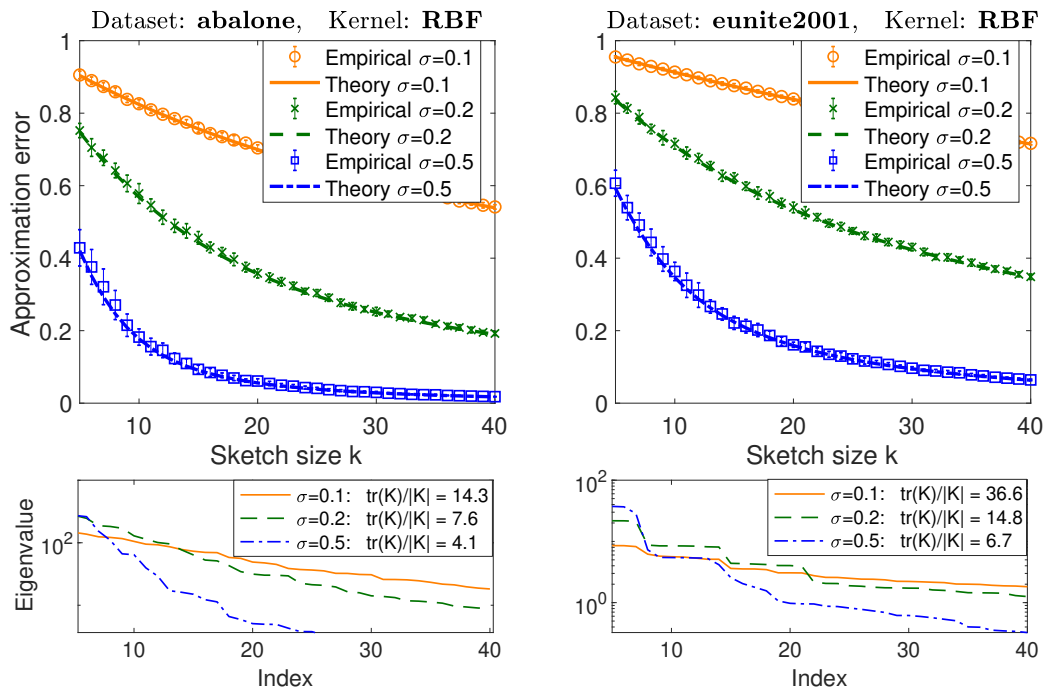 Dataset: abalone, Kernel: RBF
1
0.8
0.6
0.4
0.2
0
Approximation error
Empirical σ=0.1
Theory σ=0.1
Empirical σ=0.2
Theory σ=0.2
Empirical σ=0.5
Theory σ=0.5
10 20 30 40
Sketch size k
Dataset: eunite2001, Kernel: RBF
1
0.8
0.6
0.4
0.2
0
Empirical σ=0.1
Theory σ=0.1
Empirical σ=0.2
Theory σ=0.2
Empirical σ=0.5
Theory σ=0.5
10 20 30 40
Sketch size k
Eigenvalue
10²
σ=0.1: tr(K)/|K| = 14.3
σ=0.2: tr(K)/|K| = 7.6
σ=0.5: tr(K)/|K| = 4.1
10 20 30 40
Index
10²
10⁰
σ=0.1: tr(K)/|K| = 36.6
σ=0.2: tr(K)/|K| = 14.8
σ=0.5: tr(K)/|K| = 6.7
10 20 30 40
Index